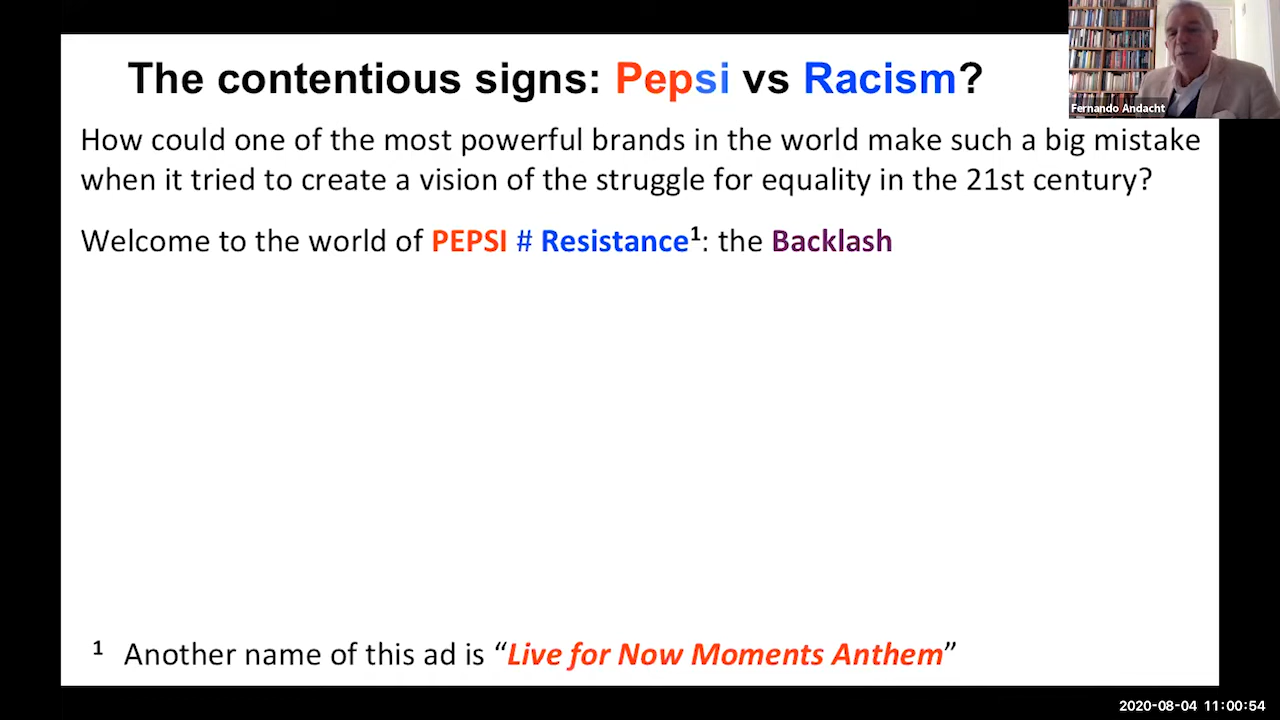 The contentious signs: Pepsi vs Racism?
Fernando Andacht
How could one of the most powerful brands in the world make such a big mistake
when it tried to create a vision of the struggle for equality in the 21st century?
Welcome to the world of PEPSI # Resistance¹: the Backlash
¹ Another name of this ad is “Live for Now Moments Anthem”
2020-08-04 11:00:54